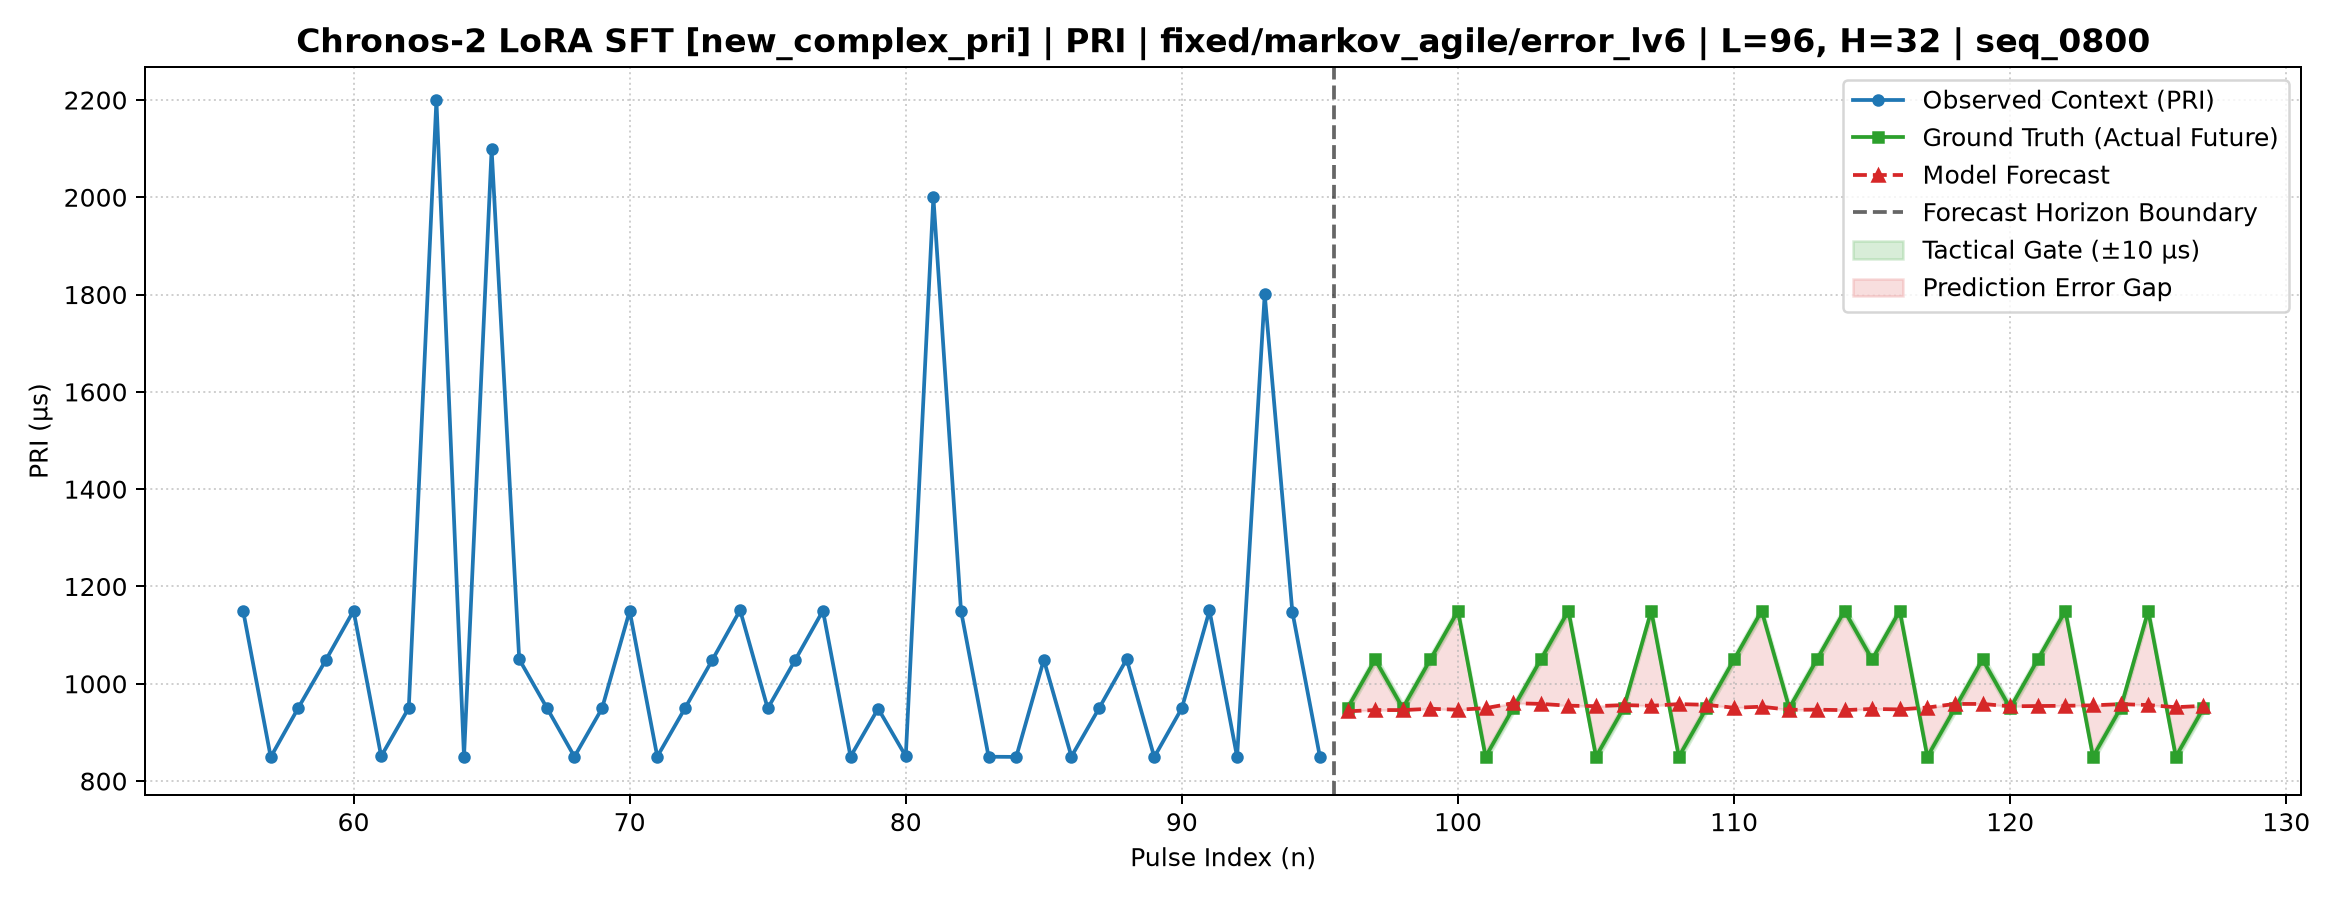 Chronos-2 LoRA SFT [new_complex_pri] | PRI | fixed/markov_agile/error_lv6 | L=96, H=32 | seq_0800
Observed Context (PRI)
Ground Truth (Actual Future)
Model Forecast
Forecast Horizon Boundary
Tactical Gate (±10 µs)
Prediction Error Gap
PRI (µs)
2200
2000
1800
1600
1400
1200
1000
800
60 70 80 90 100 110 120 130
Pulse Index (n)